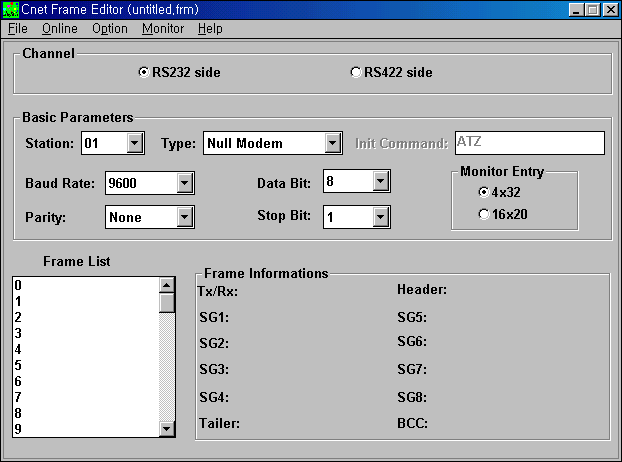 Cnet Frame Editor (untitled,frm)
File Online Option Monitor Help
Channel
RS232 side RS422 side
Basic Parameters
Station: 01 Type: Null Modem Init Command: ATZ
Baud Rate: 9600 Data Bit: 8
Monitor Entry
4x32
Parity: None Stop Bit: 1
16x20
Frame List
0
1
2
3
4
5
6
7
8
9
Frame Informations
Tx/Rx: Header:
SG1: SG5:
SG2: SG6:
SG3: SG7:
SG4: SG8:
Tailer: BCC: